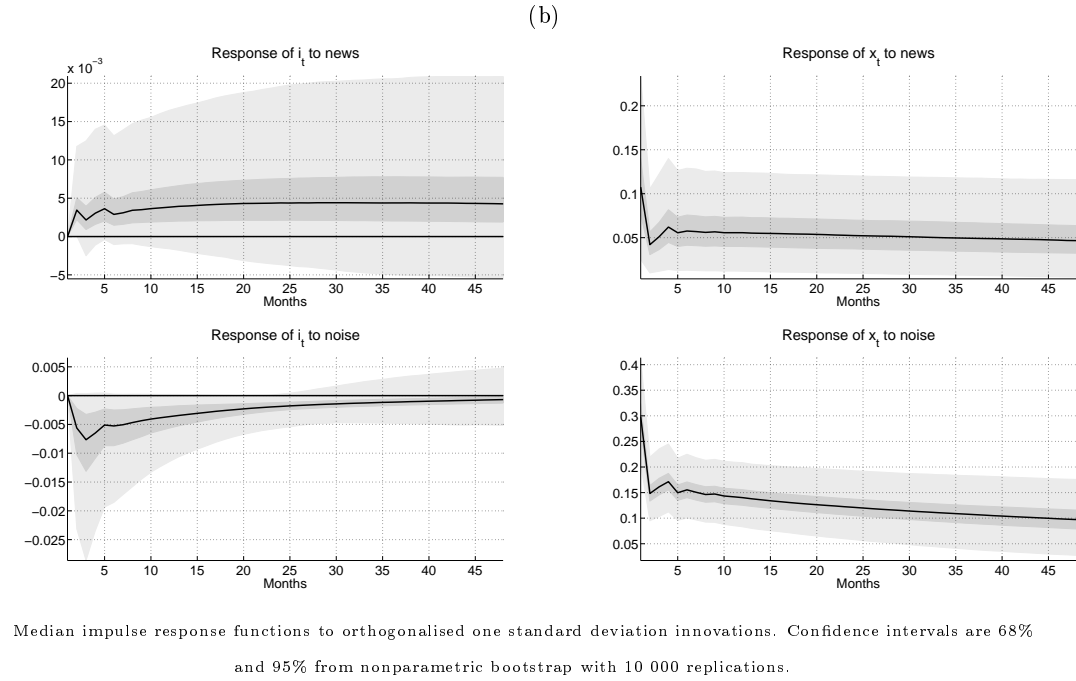 (b)
Response of i_t to news
x 10^−3
20
15
10
5
0
−5
5 10 15 20 25 30 35 40 45
Months
Response of x_t to news
0.2
0.15
0.1
0.05
5 10 15 20 25 30 35 40 45
Months
Response of i_t to noise
0.005
0
−0.005
−0.01
−0.015
−0.02
−0.025
5 10 15 20 25 30 35 40 45
Months
Response of x_t to noise
0.4
0.35
0.3
0.25
0.2
0.15
0.1
0.05
5 10 15 20 25 30 35 40 45
Months
Median impulse response functions to orthogonalised one standard deviation innovations. Confidence intervals are 68%
and 95% from nonparametric bootstrap with 10 000 replications.